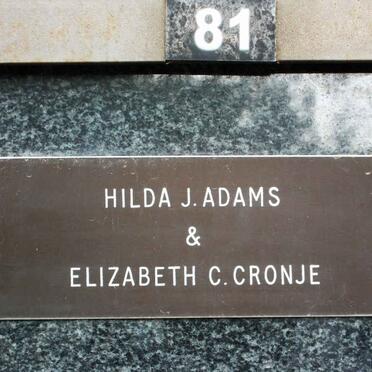 81
HILDA J. ADAMS
&
ELIZABETH C. CRONJE